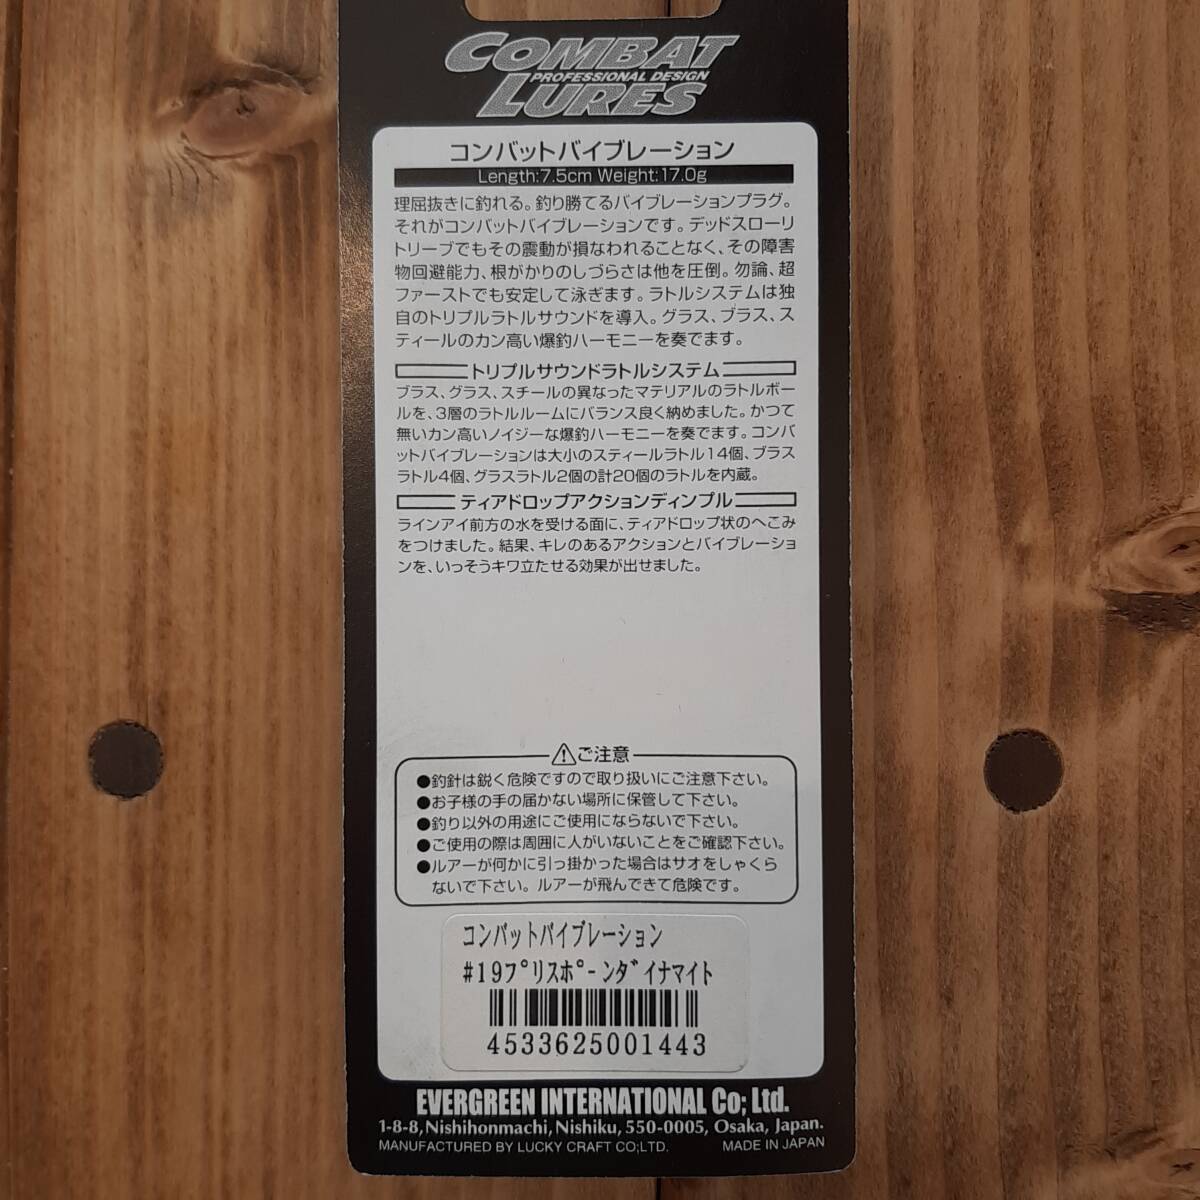 COMBAT
PROFESSIONAL DESIGN
LURES
コンバットバイブレーション
Length:7.5cm Weight:17.0g
理屈抜きに釣れる。釣り勝てるバイブレーションプラグ。
それがコンバットバイブレーションです。デッドスローリ
トリーブでもその震動が損なわれることなく、その障害
物回避能力、根がかりのしづらさは他を圧倒。勿論、超
ファーストでも安定して泳ぎます。ラトルシステムは独
自のトリプルラトルサウンドを導入。グラス、ブラス、ス
ティールのカン高い爆釣ハーモニーを奏でます。
トリプルサウンドラトルシステム
ブラス、グラス、スチールの異なったマテリアルのラトルボー
ルを、3層のラトルルームにバランス良く納めました。かつて
無いカン高いノイジーな爆釣ハーモニーを奏でます。コンバ
ットバイブレーションは大小のスティールラトル14個、ブラス
ラトル4個、グラスラトル2個の計20個のラトルを内蔵。
ティアドロップアクションディンプル
ラインアイ前方の水を受ける面に、ティアドロップ状のへこみ
をつけました。結果、キレのあるアクションとバイブレーショ
ンを、いっそうキワ立たせる効果が出せました。
⚠ご注意
●釣針は鋭く危険ですので取り扱いにご注意下さい。
●お子様の手の届かない場所に保管して下さい。
●釣り以外の用途にご使用にならないで下さい。
●ご使用の際は周囲に人がいないことをご確認下さい。
●ルアーが何かに引っ掛かった場合はサオをしゃくら
ないで下さい。ルアーが飛んできて危険です。
コンバットバイブレーション
#19プリスポーンダイナマイト
4533625001443
EVERGREEN INTERNATIONAL Co; Ltd.
1-8-8, Nishihonmachi, Nishiku, 550-0005, Osaka, Japan.
MANUFACTURED BY LUCKY CRAFT CO;LTD. MADE IN JAPAN